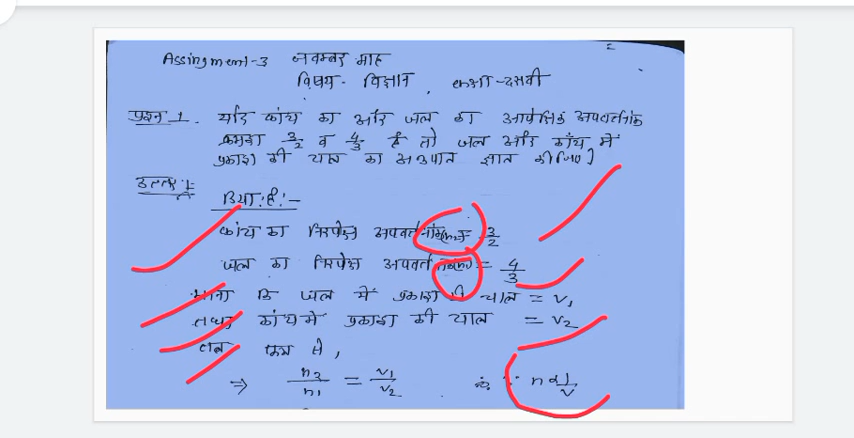 Assingment-3 नवम्बर माह
विषय - विज्ञान, कक्षा - दसवी
प्रश्न 1. यदि कांच का और जल का आपेक्षिक अपवर्तनांक
क्रमशः 3/2 व 4/3 है तो जल और कांच में
प्रकाश की चाल का अनुपात ज्ञात कीजिए)
उत्तर 1
दिया है:-
कांच का निरपेक्ष अपवर्तनांक = 3/2
जल का निरपेक्ष अपवर्त = 4/3
माना कि जल में प्रकाश की चाल = V₁
तथा कांच में प्रकाश की चाल = V₂
तब सूत्र से,
⇒ n₂/n₁ = V₁/V₂ ∵ n ∝ 1/V